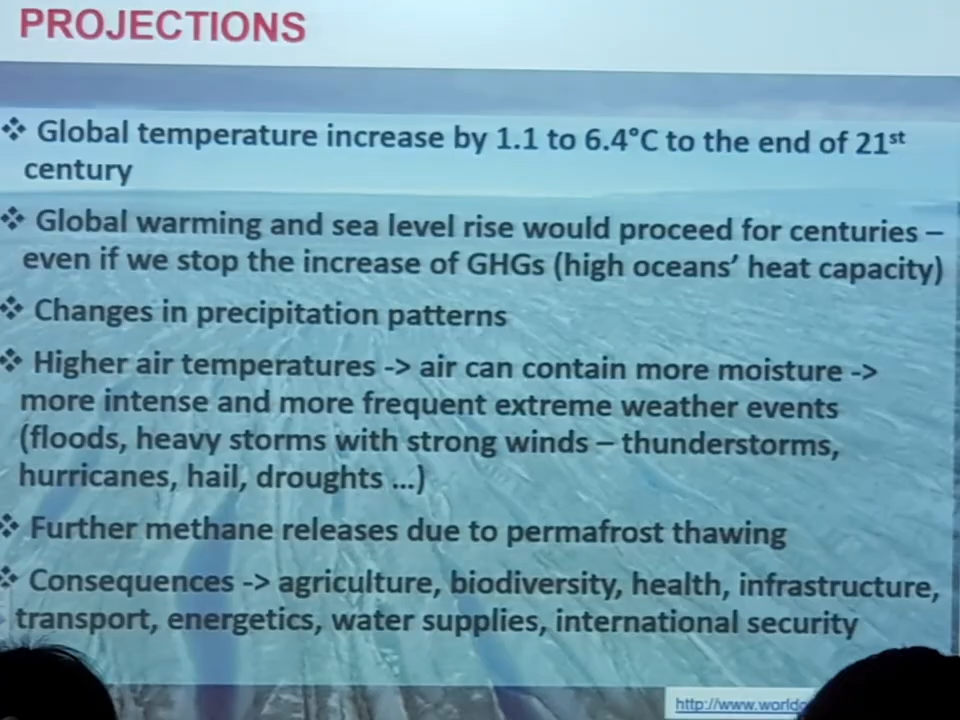 PROJECTIONS
❖ Global temperature increase by 1.1 to 6.4°C to the end of 21st
century
❖ Global warming and sea level rise would proceed for centuries –
even if we stop the increase of GHGs (high oceans’ heat capacity)
❖ Changes in precipitation patterns
❖ Higher air temperatures -> air can contain more moisture ->
more intense and more frequent extreme weather events
(floods, heavy storms with strong winds – thunderstorms,
hurricanes, hail, droughts ...)
❖ Further methane releases due to permafrost thawing
❖ Consequences -> agriculture, biodiversity, health, infrastructure,
transport, energetics, water supplies, international security
http://www.world